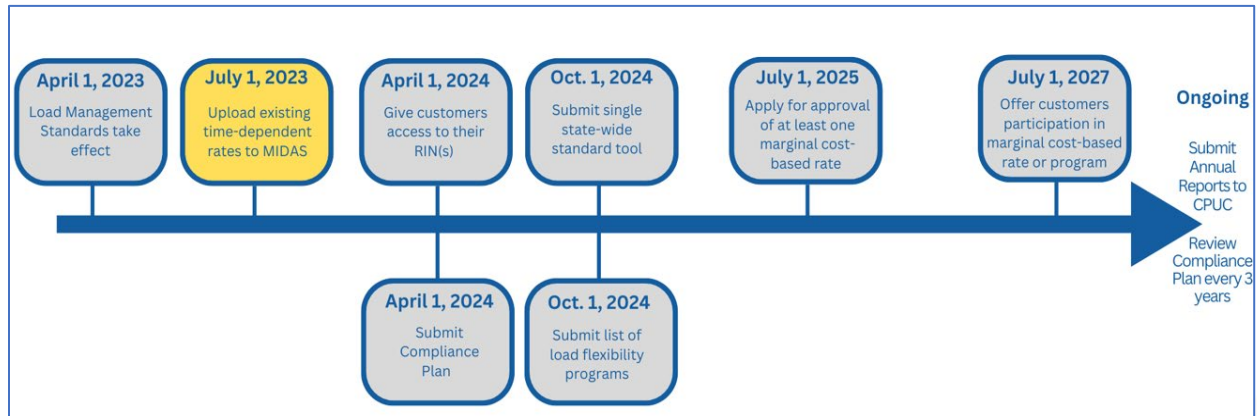 April 1, 2023
Load Management
Standards take
effect
July 1, 2023
Upload existing
time-dependent
rates to MIDAS
April 1, 2024
Give customers
access to their
RIN(s)
Oct. 1, 2024
Submit single
state-wide
standard tool
July 1, 2025
Apply for approval
of at least one
marginal cost-
based rate
July 1, 2027
Offer customers
participation in
marginal cost-based
rate or program
Ongoing
Submit
Annual
Reports to
CPUC
Review
Compliance
Plan every 3
years
April 1, 2024
Submit
Compliance
Plan
Oct. 1, 2024
Submit list of
load flexibility
programs